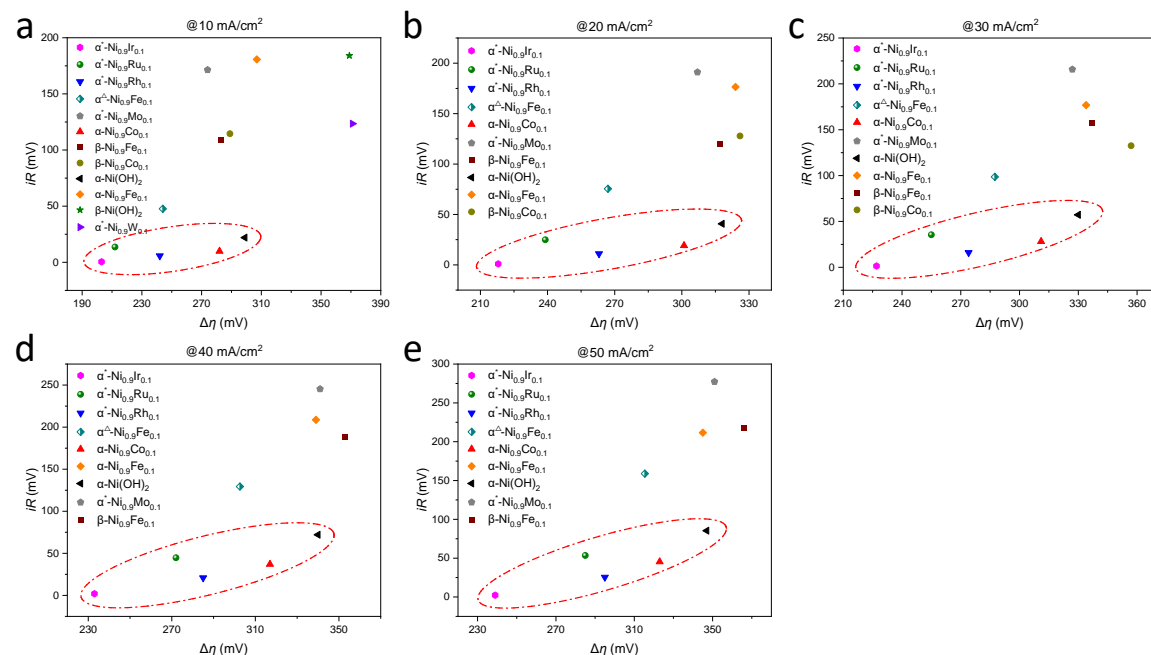 a
@10 mA/cm²
200
150
100
50
0
iR (mV)
α*-Ni₀.₉Ir₀.₁
α*-Ni₀.₉Ru₀.₁
α*-Ni₀.₉Rh₀.₁
α^Δ-Ni₀.₉Fe₀.₁
α*-Ni₀.₉Mo₀.₁
α-Ni₀.₉Co₀.₁
β-Ni₀.₉Fe₀.₁
β-Ni₀.₉Co₀.₁
α-Ni(OH)₂
α-Ni₀.₉Fe₀.₁
β-Ni(OH)₂
α*-Ni₀.₉W₀.₁
190 230 270 310 350 390
Δη (mV)
b
@20 mA/cm²
200
150
100
50
0
iR (mV)
α*-Ni₀.₉Ir₀.₁
α*-Ni₀.₉Ru₀.₁
α*-Ni₀.₉Rh₀.₁
α^Δ-Ni₀.₉Fe₀.₁
α-Ni₀.₉Co₀.₁
α*-Ni₀.₉Mo₀.₁
β-Ni₀.₉Fe₀.₁
α-Ni(OH)₂
α-Ni₀.₉Fe₀.₁
β-Ni₀.₉Co₀.₁
210 240 270 300 330
Δη (mV)
c
@30 mA/cm²
250
200
150
100
50
0
iR (mV)
α*-Ni₀.₉Ir₀.₁
α*-Ni₀.₉Ru₀.₁
α*-Ni₀.₉Rh₀.₁
α^Δ-Ni₀.₉Fe₀.₁
α-Ni₀.₉Co₀.₁
α*-Ni₀.₉Mo₀.₁
α-Ni(OH)₂
α-Ni₀.₉Fe₀.₁
β-Ni₀.₉Fe₀.₁
β-Ni₀.₉Co₀.₁
210 240 270 300 330 360
Δη (mV)
d
@40 mA/cm²
250
200
150
100
50
0
iR (mV)
α*-Ni₀.₉Ir₀.₁
α*-Ni₀.₉Ru₀.₁
α*-Ni₀.₉Rh₀.₁
α^Δ-Ni₀.₉Fe₀.₁
α-Ni₀.₉Co₀.₁
α-Ni₀.₉Fe₀.₁
α-Ni(OH)₂
α*-Ni₀.₉Mo₀.₁
β-Ni₀.₉Fe₀.₁
230 270 310 350
Δη (mV)
e
@50 mA/cm²
300
250
200
150
100
50
0
iR (mV)
α*-Ni₀.₉Ir₀.₁
α*-Ni₀.₉Ru₀.₁
α*-Ni₀.₉Rh₀.₁
α^Δ-Ni₀.₉Fe₀.₁
α-Ni₀.₉Co₀.₁
α-Ni₀.₉Fe₀.₁
α-Ni(OH)₂
α*-Ni₀.₉Mo₀.₁
β-Ni₀.₉Fe₀.₁
230 270 310 350
Δη (mV)